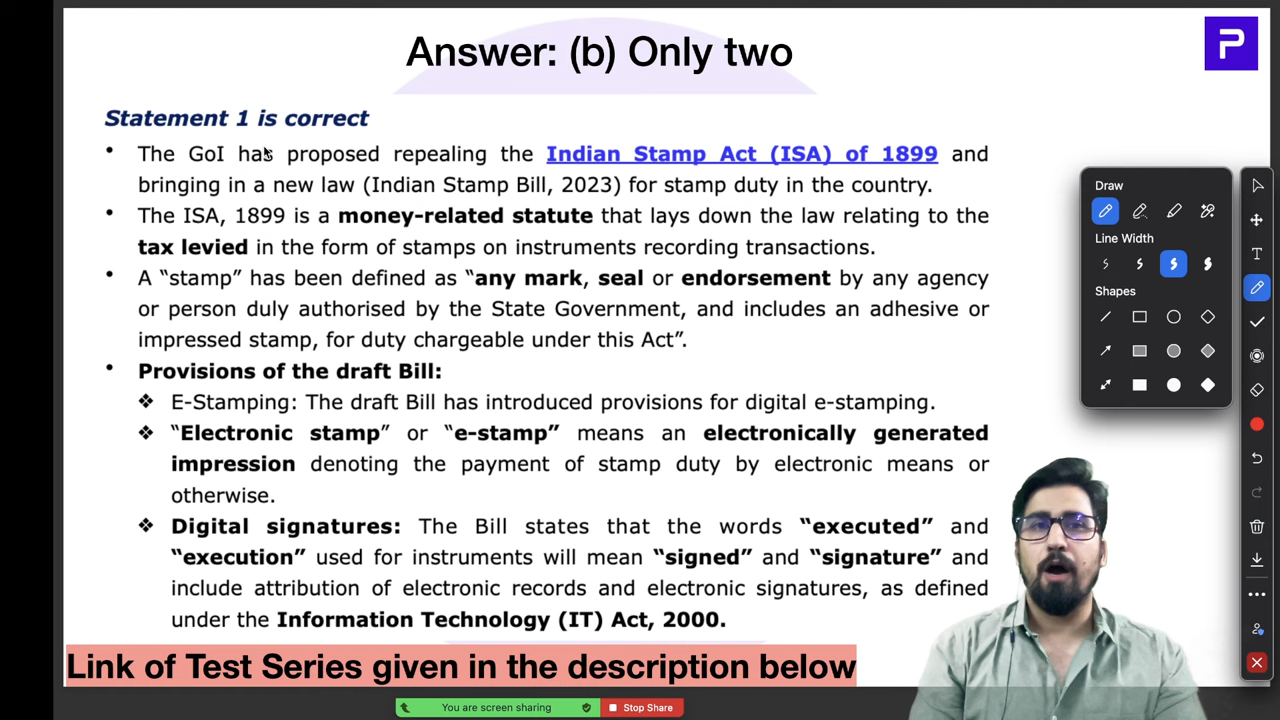 Answer: (b) Only two
P
Statement 1 is correct
• The GoI has proposed repealing the Indian Stamp Act (ISA) of 1899 and
bringing in a new law (Indian Stamp Bill, 2023) for stamp duty in the country.
• The ISA, 1899 is a money-related statute that lays down the law relating to the
tax levied in the form of stamps on instruments recording transactions.
• A “stamp” has been defined as “any mark, seal or endorsement by any agency
or person duly authorised by the State Government, and includes an adhesive or
impressed stamp, for duty chargeable under this Act”.
• Provisions of the draft Bill:
❖ E-Stamping: The draft Bill has introduced provisions for digital e-stamping.
❖ “Electronic stamp” or “e-stamp” means an electronically generated
impression denoting the payment of stamp duty by electronic means or
otherwise.
❖ Digital signatures: The Bill states that the words “executed” and
“execution” used for instruments will mean “signed” and “signature” and
include attribution of electronic records and electronic signatures, as defined
under the Information Technology (IT) Act, 2000.
Link of Test Series given in the description below
You are screen sharing
Stop Share
Draw
Line Width
Shapes
T